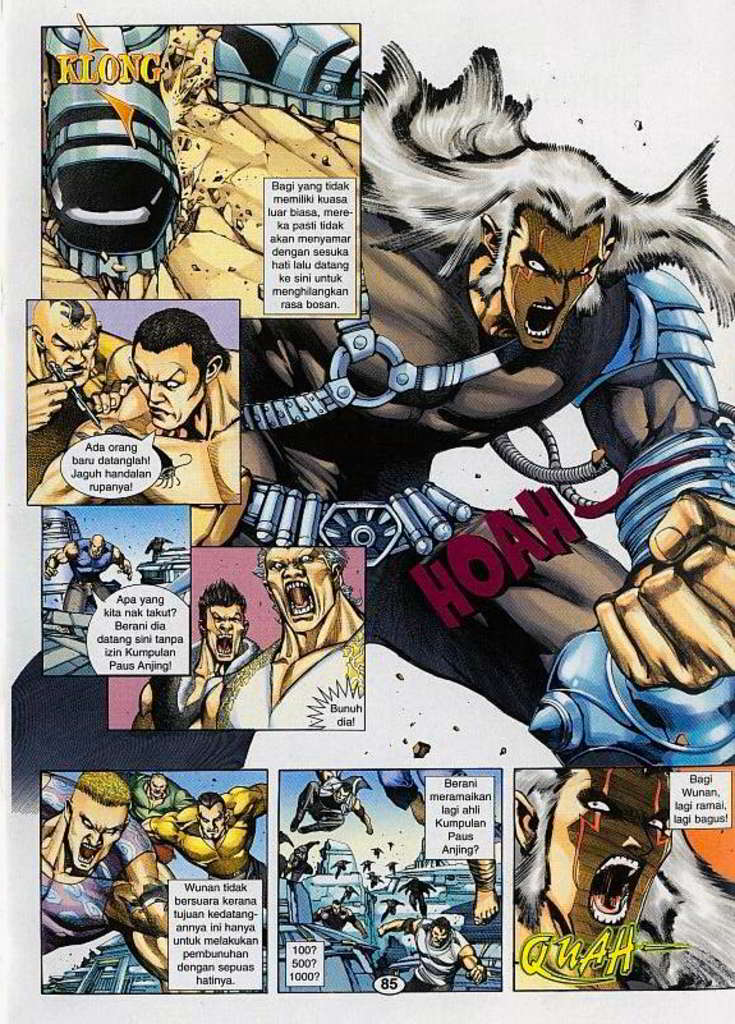 KLONG
Bagi yang tidak
memiliki kuasa
luar biasa, mere-
ka pasti tidak
akan menyamar
dengan sesuka
hati lalu datang
ke sini untuk
menghilangkan
rasa bosan.
Ada orang
baru datanglah!
Jaguh handalan
rupanya!
HOAH
Apa yang
kita nak takut?
Berani dia
datang sini tanpa
izin Kumpulan
Paus Anjing!
Bunuh
dia!
Wunan tidak
bersuara kerana
tujuan kedatang-
annya ini hanya
untuk melakukan
pembunuhan
dengan sepuas
hatinya.
Berani
meramaikan
lagi ahli
Kumpulan
Paus
Anjing?
100?
500?
1000?
Bagi
Wunan,
lagi ramai,
lagi bagus!
QUAH
85